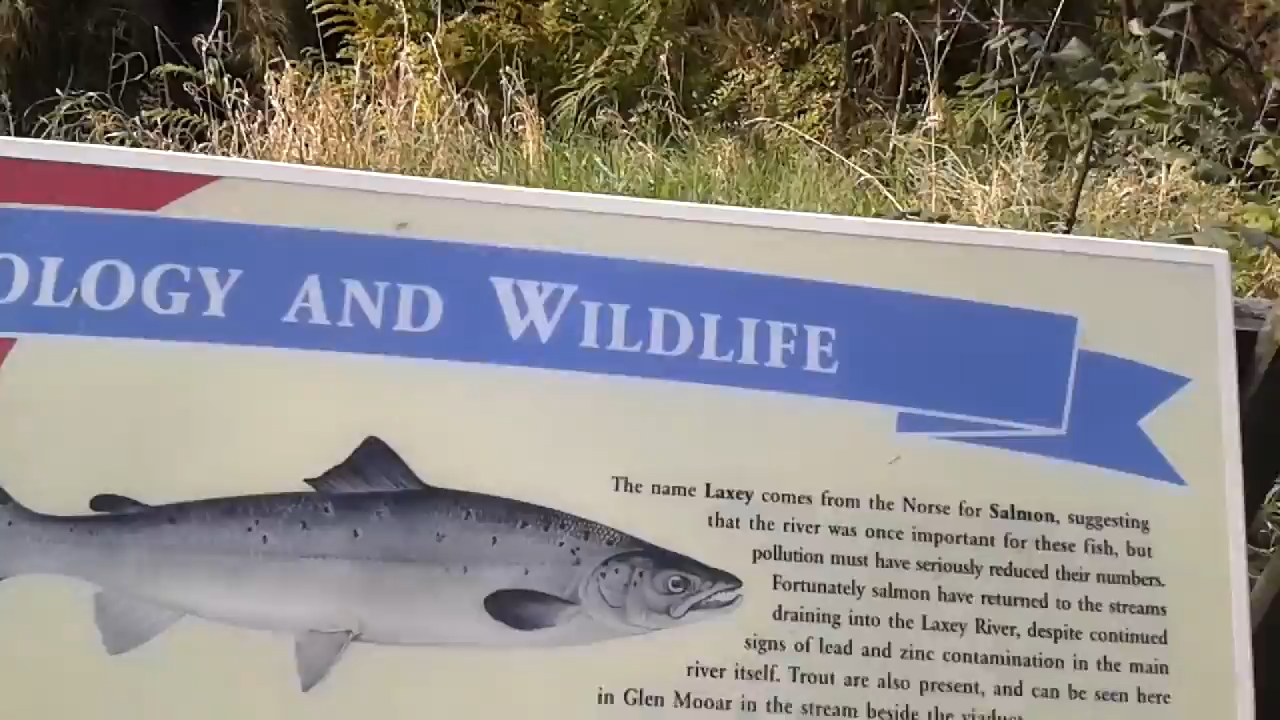 OLOGY AND WILDLIFE
The name Laxey comes from the Norse for Salmon, suggesting
that the river was once important for these fish, but
pollution must have seriously reduced their numbers.
Fortunately salmon have returned to the streams
draining into the Laxey River, despite continued
signs of lead and zinc contamination in the main
river itself. Trout are also present, and can be seen here
in Glen Mooar in the stream beside the